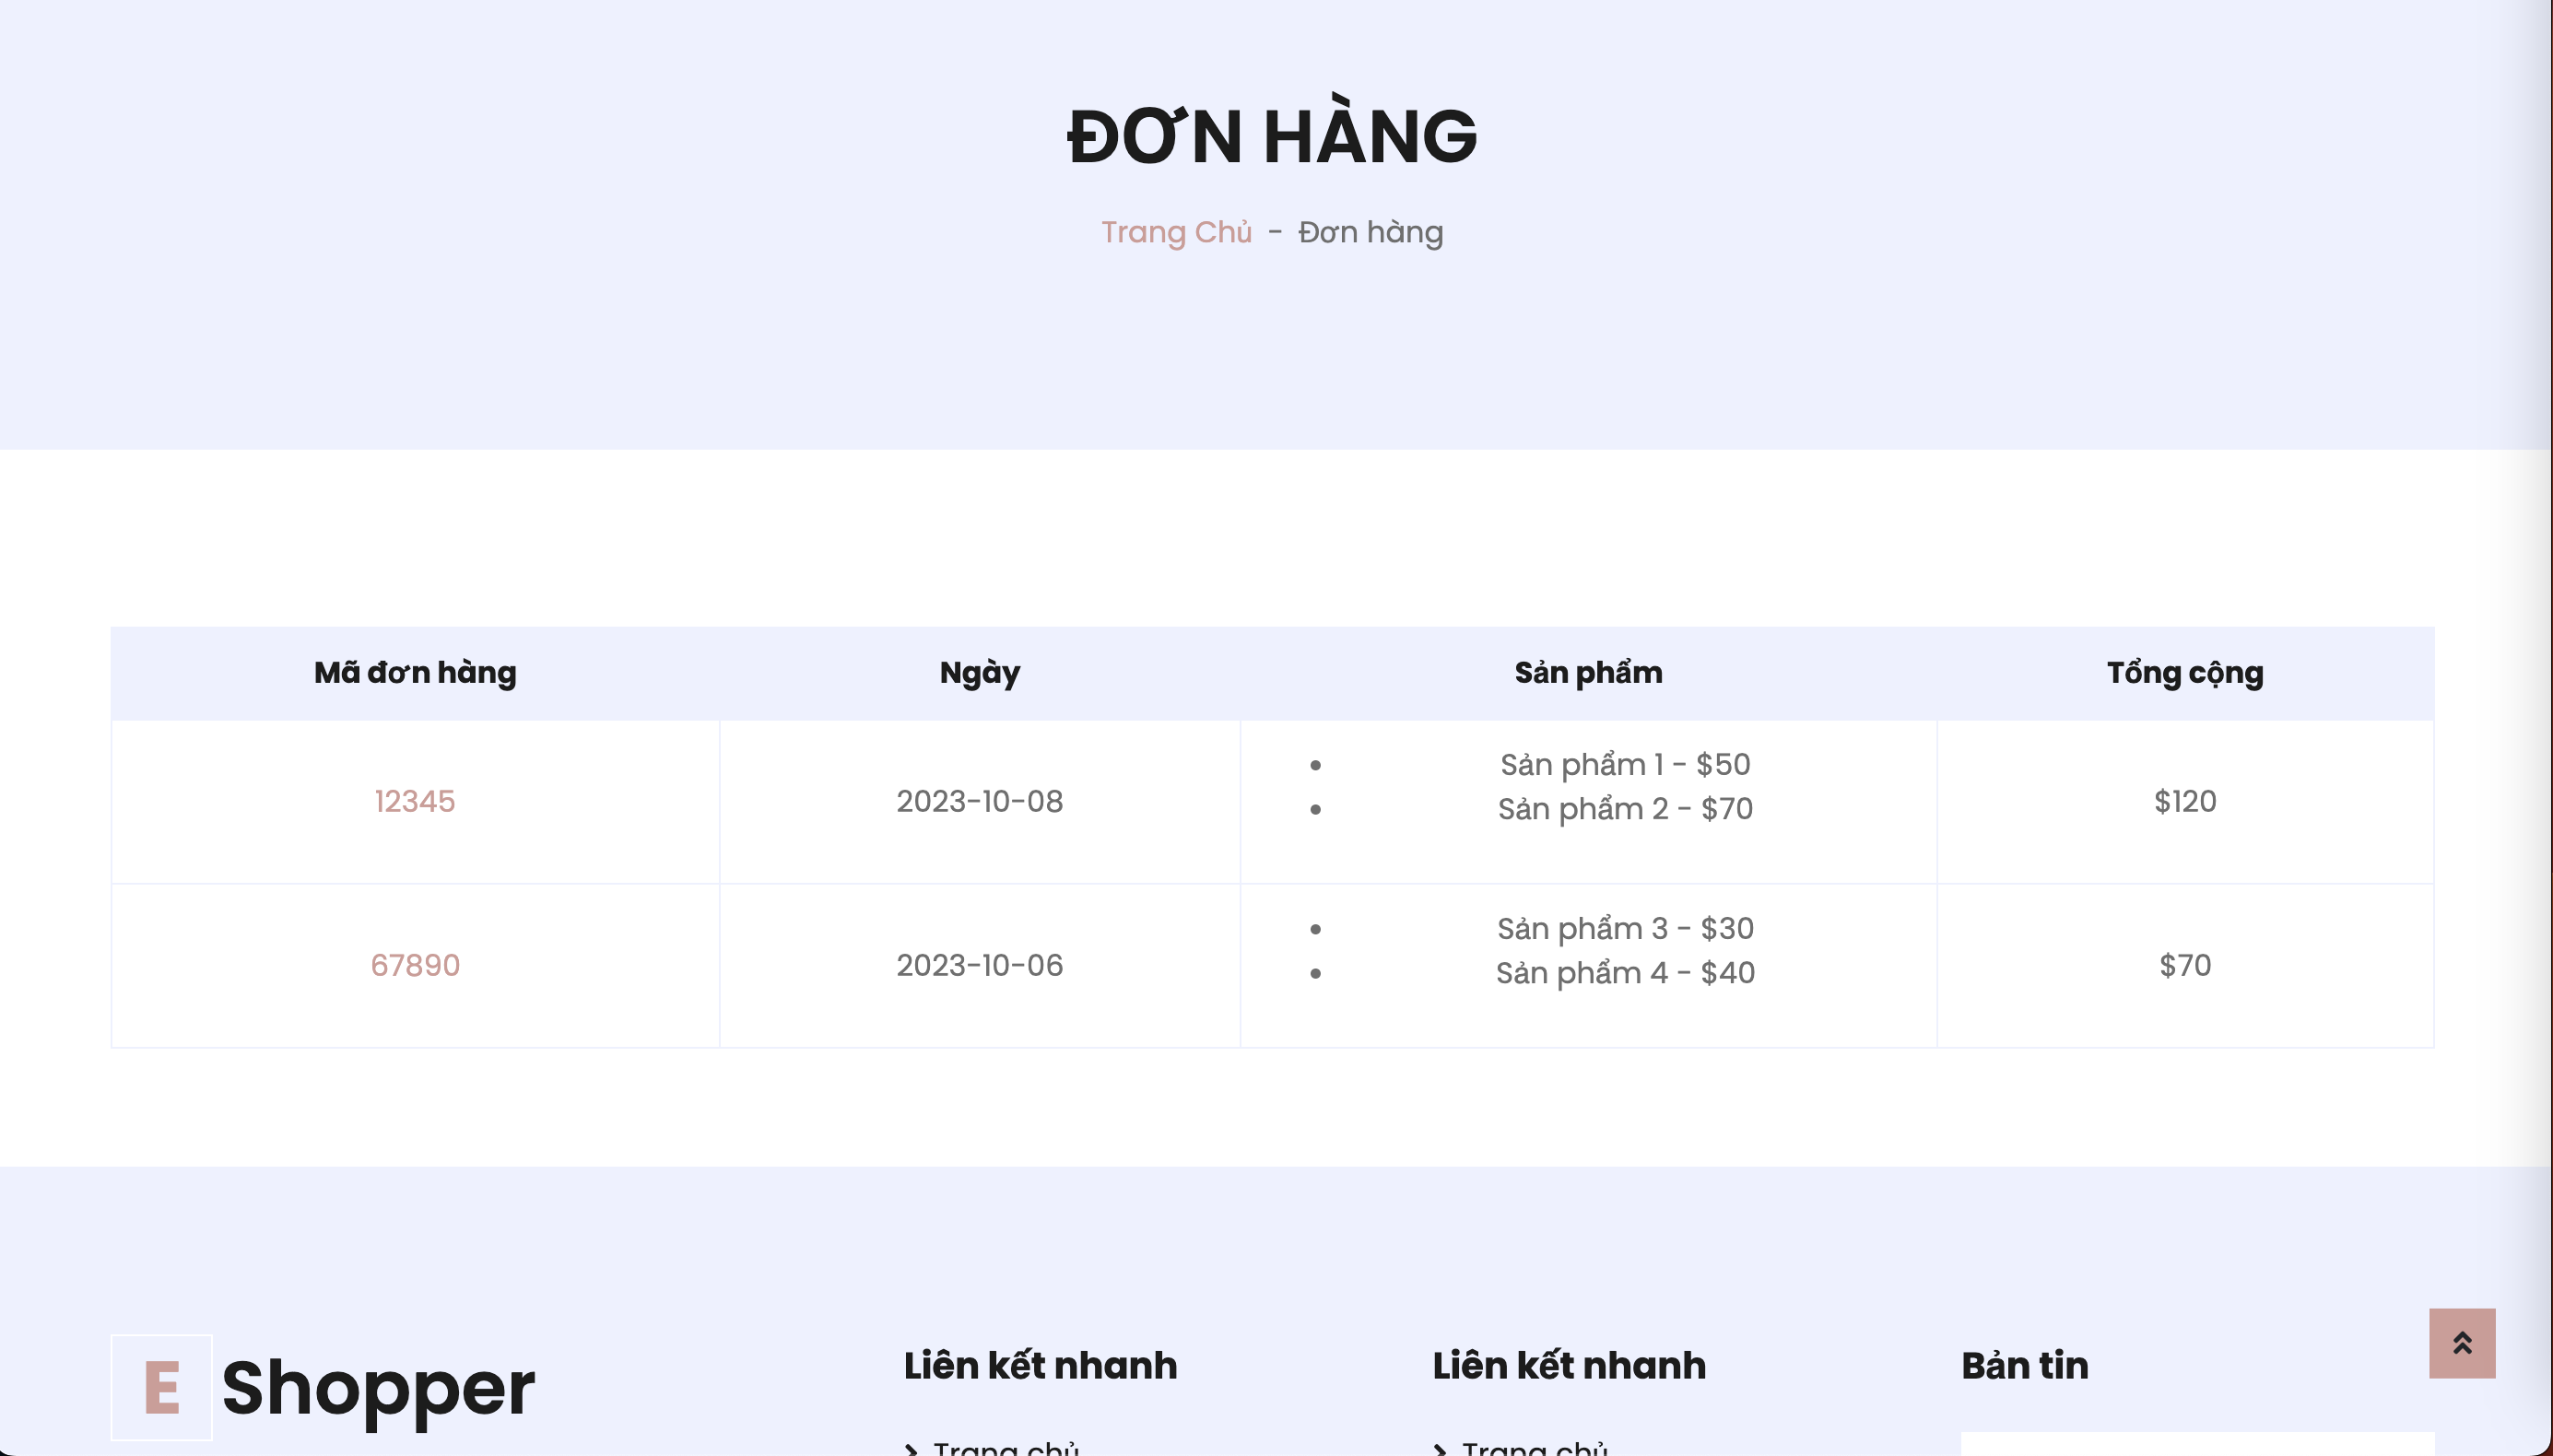 ĐƠN HÀNG
Trang Chủ - Đơn hàng
Mã đơn hàng Ngày Sản phẩm Tổng cộng
12345 2023-10-08 • Sản phẩm 1 - $50 $120
• Sản phẩm 2 - $70
67890 2023-10-06 • Sản phẩm 3 - $30 $70
• Sản phẩm 4 - $40
E Shopper Liên kết nhanh Liên kết nhanh Bản tin
Trang chủ Trang chủ